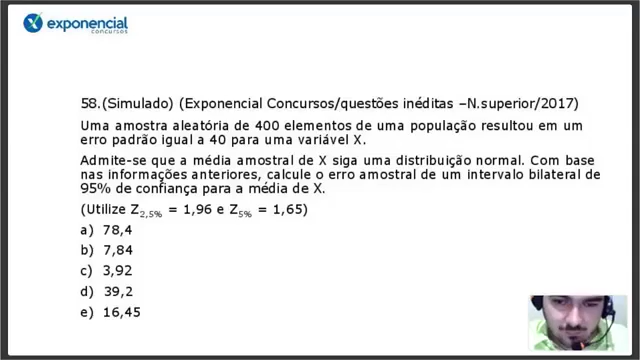 exponencial
concursos
58.(Simulado) (Exponencial Concursos/questões inéditas –N.superior/2017)
Uma amostra aleatória de 400 elementos de uma população resultou em um
erro padrão igual a 40 para uma variável X.
Admite-se que a média amostral de X siga uma distribuição normal. Com base
nas informações anteriores, calcule o erro amostral de um intervalo bilateral de
95% de confiança para a média de X.
(Utilize Z2,5% = 1,96 e Z5% = 1,65)
a) 78,4
b) 7,84
c) 3,92
d) 39,2
e) 16,45